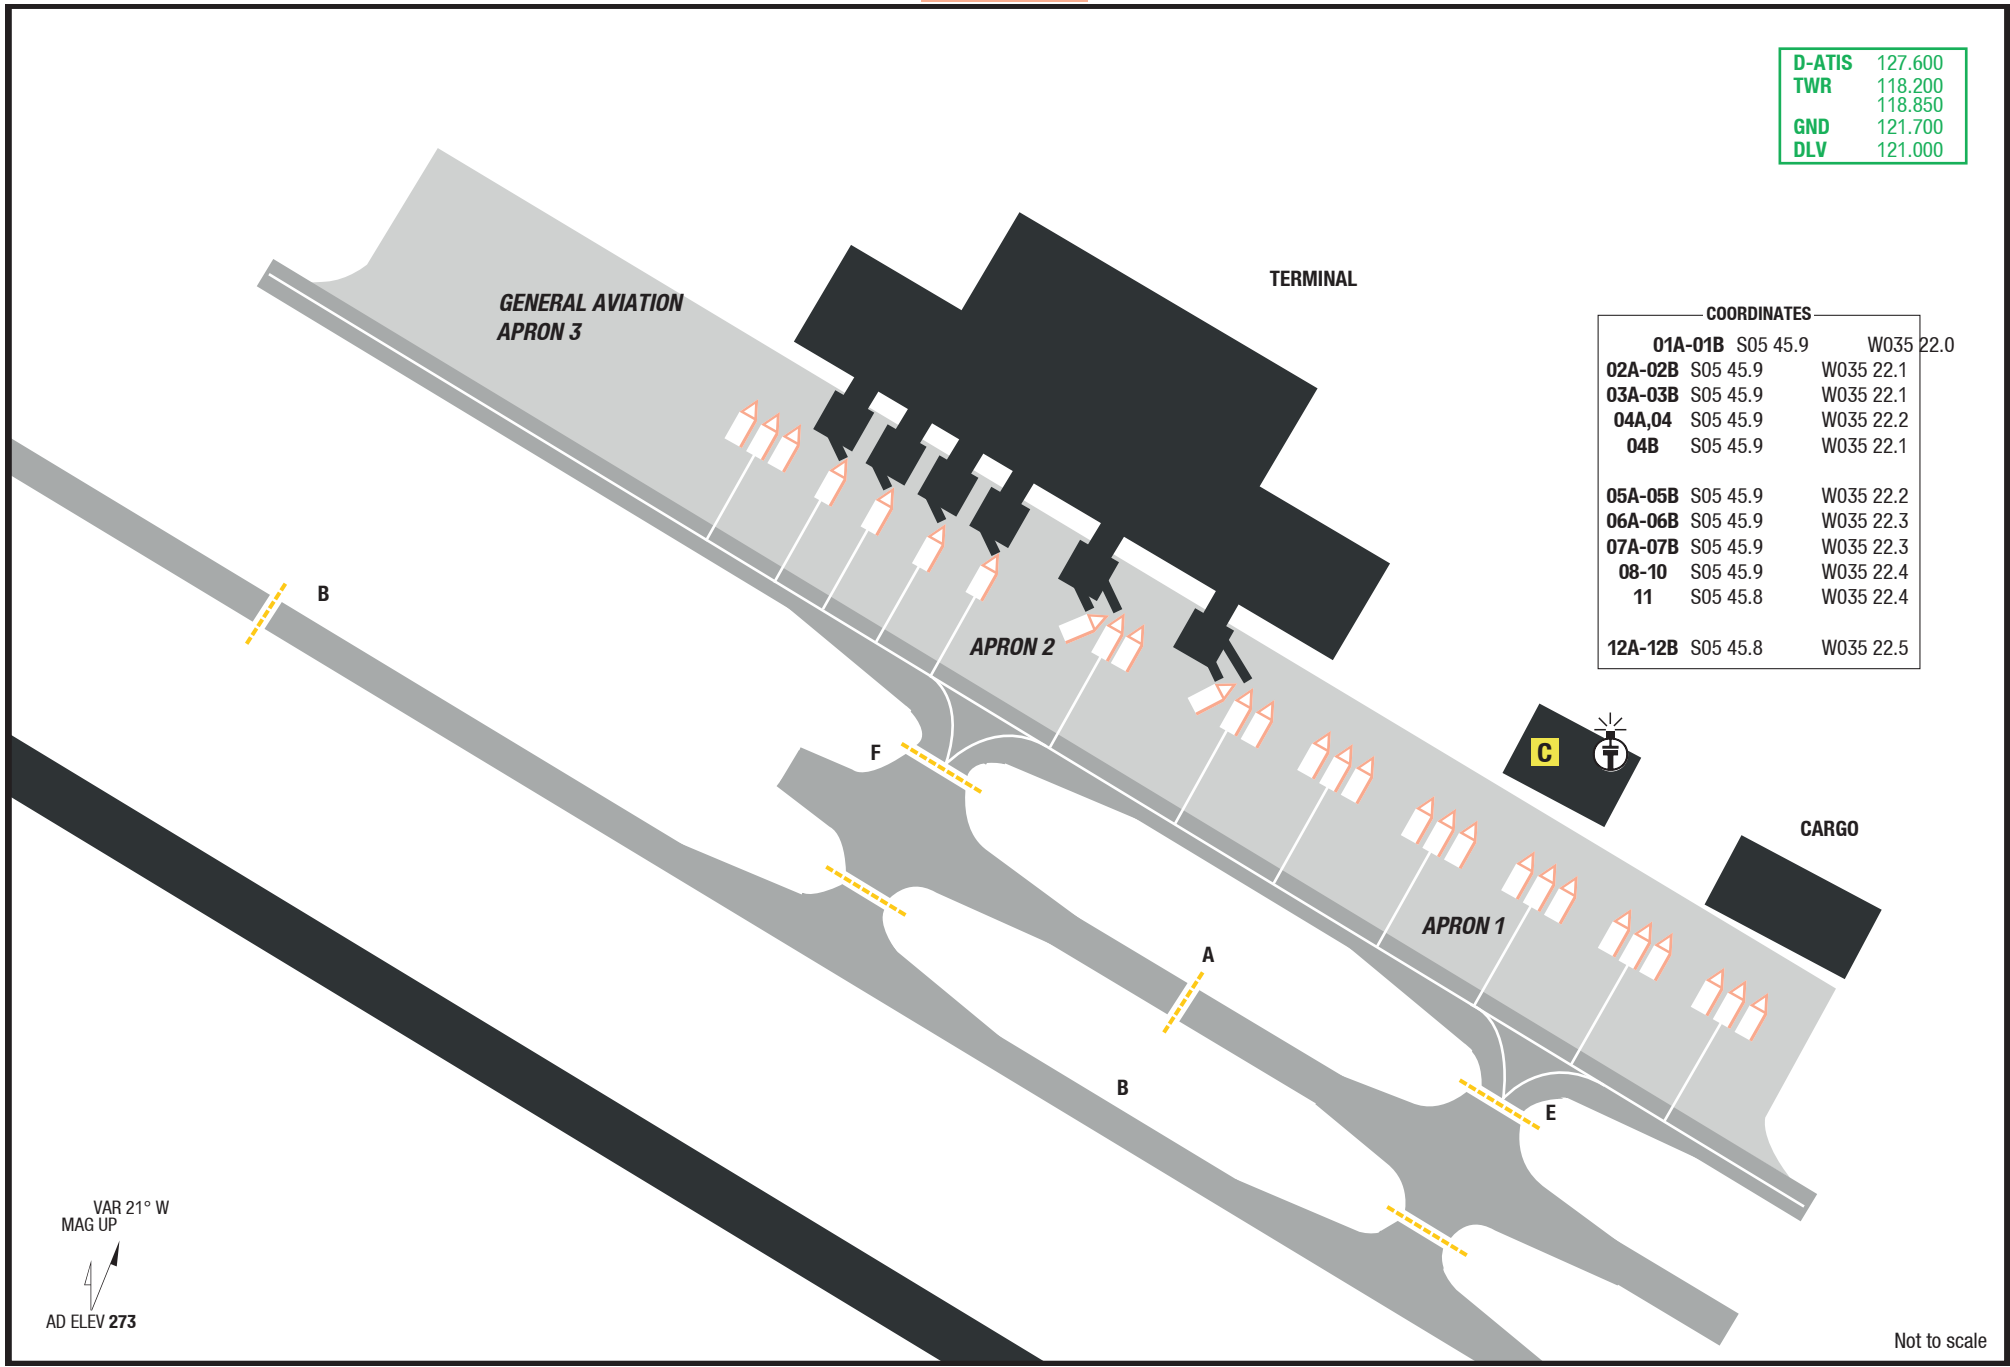 D-ATIS 127.600
TWR 118.200
118.850
GND 121.700
DLV 121.000
TERMINAL
GENERAL AVIATION
APRON 3
COORDINATES
01A-01B S05 45.9 W035 22.0
02A-02B S05 45.9 W035 22.1
03A-03B S05 45.9 W035 22.1
04A,04 S05 45.9 W035 22.2
04B S05 45.9 W035 22.1
05A-05B S05 45.9 W035 22.2
06A-06B S05 45.9 W035 22.3
07A-07B S05 45.9 W035 22.3
08-10 S05 45.9 W035 22.4
11 S05 45.8 W035 22.4
12A-12B S05 45.8 W035 22.5
B
APRON 2
F
C
CARGO
APRON 1
A
B
E
VAR 21° W
MAG UP
AD ELEV 273
Not to scale